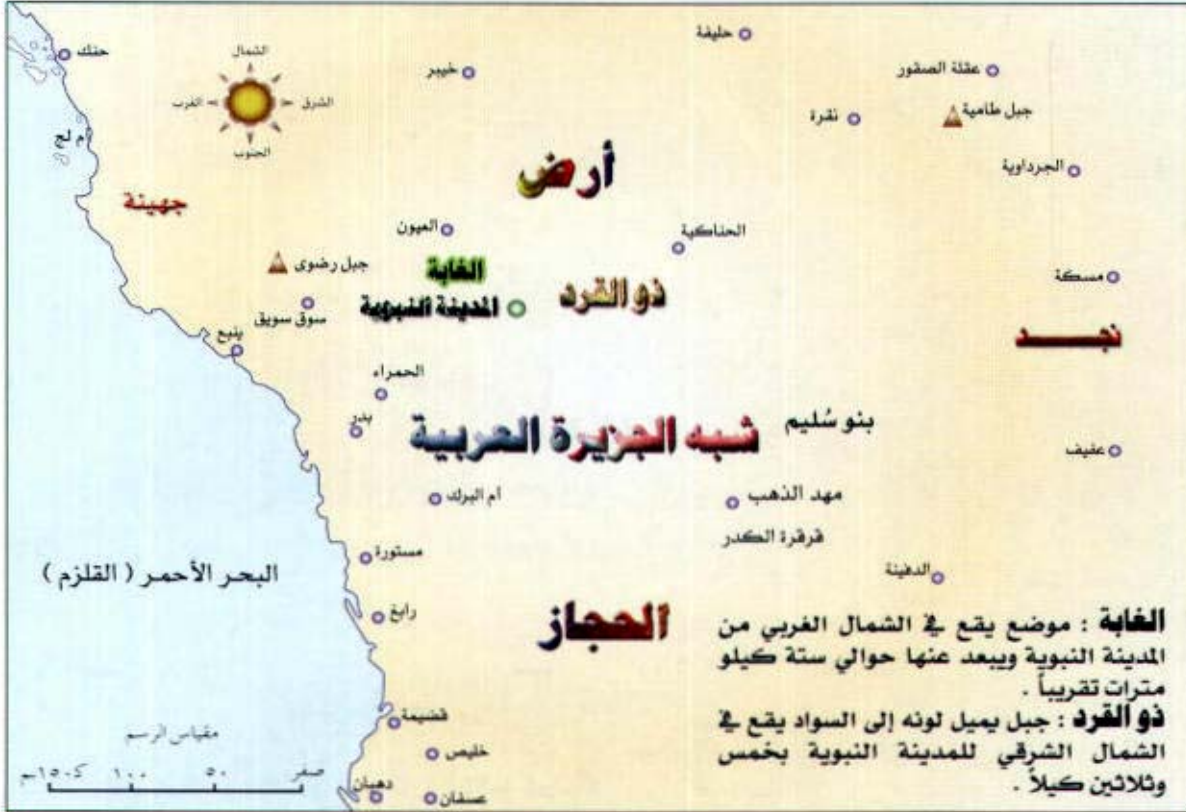 حليفة
حنك
الشمال
خيبر
عقلة الصقور
الغرب
الشرق
جبل طامية
نقرة
أم لج
الجنوب
أرض
الجرداوية
جهينة
العيون
الحناكية
جبل رضوى
الغابة
مسكة
ذو القرد
المدينة النبوية
سوق سويق
ينبع
نجد
الحمراء
بدر
شبه الجزيرة العربية
بنو سُليم
عفيف
أم البرك
مهد الذهب
قرقرة الكدر
مستورة
البحر الأحمر ( القلزم )
الدفينة
رابغ
الحجاز
الغابة : موضع يقع في الشمال الغربي من
المدينة النبوية ويبعد عنها حوالي ستة كيلو
مترات تقريباً .
ذو القرد : جبل يميل لونه إلى السواد يقع في
الشمال الشرقي للمدينة النبوية بخمس
وثلاثين كيلاً .
قضيمة
مقياس الرسم
خليص
صفر ٥٠ ١٠٠ ١٥٠كم
دهبان
عسفان